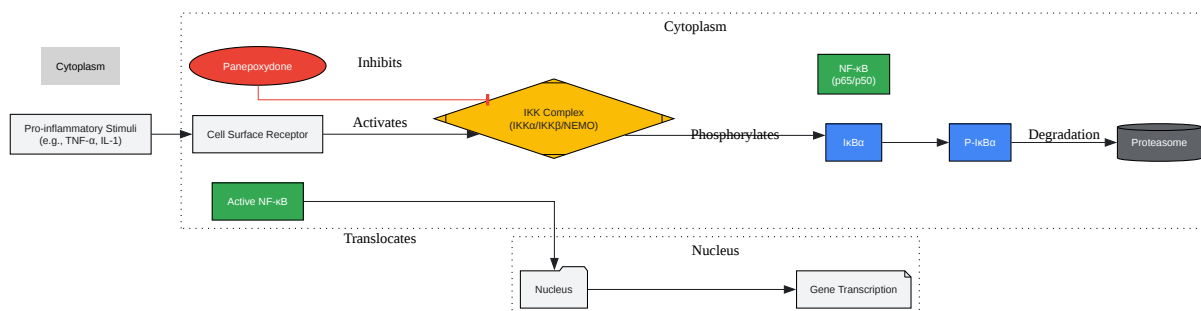 Cytoplasm
Cytoplasm
Panepoxydone
Inhibits
NF-κB
(p65/p50)
Pro-inflammatory Stimuli
(e.g., TNF-α, IL-1)
Cell Surface Receptor
Activates
IKK Complex
(IKKα/IKKβ/NEMO)
Phosphorylates
IκBα
P-IκBα
Degradation
Proteasome
Active NF-κB
Translocates
Nucleus
Nucleus
Gene Transcription